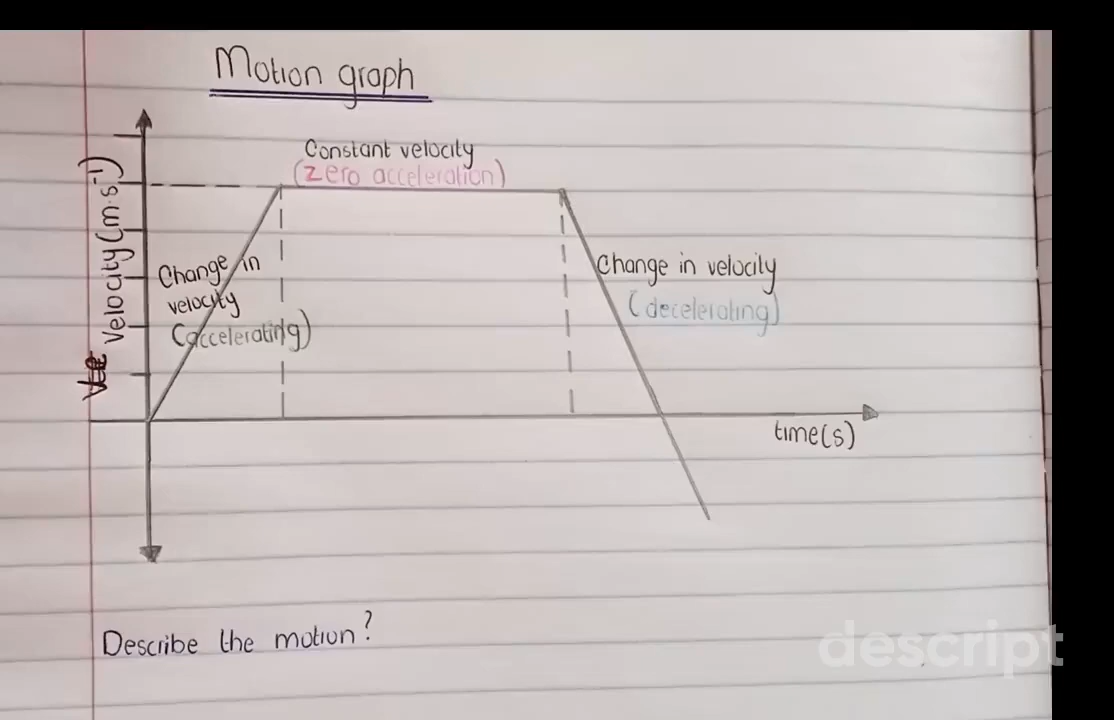 Motion graph
Constant velocity
(zero acceleration)
Velocity (m·s⁻¹)
Change in
velocity
(accelerating)
Change in velocity
(decelerating)
time(s)
Describe the motion?
descript